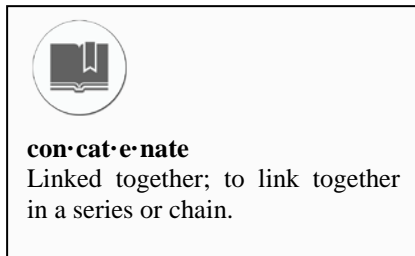 con·cat·e·nate
Linked together; to link together
in a series or chain.